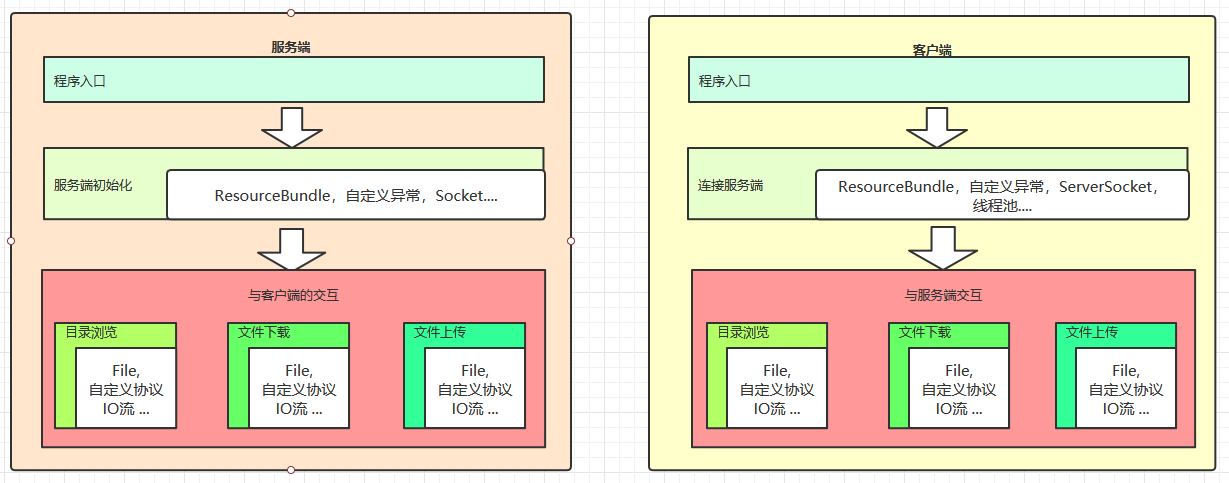 服务端
程序入口
服务端初始化
ResourceBundle，自定义异常，Socket....
与客户端的交互
目录浏览
File,
自定义协议
IO流 ...
文件下载
File,
自定义协议
IO流 ...
文件上传
File,
自定义协议
IO流 ...
客户端
程序入口
连接服务端
ResourceBundle，自定义异常，ServerSocket，
线程池....
与服务端交互
目录浏览
File,
自定义协议
IO流 ...
文件下载
File,
自定义协议
IO流 ...
文件上传
File,
自定义协议
IO流 ...